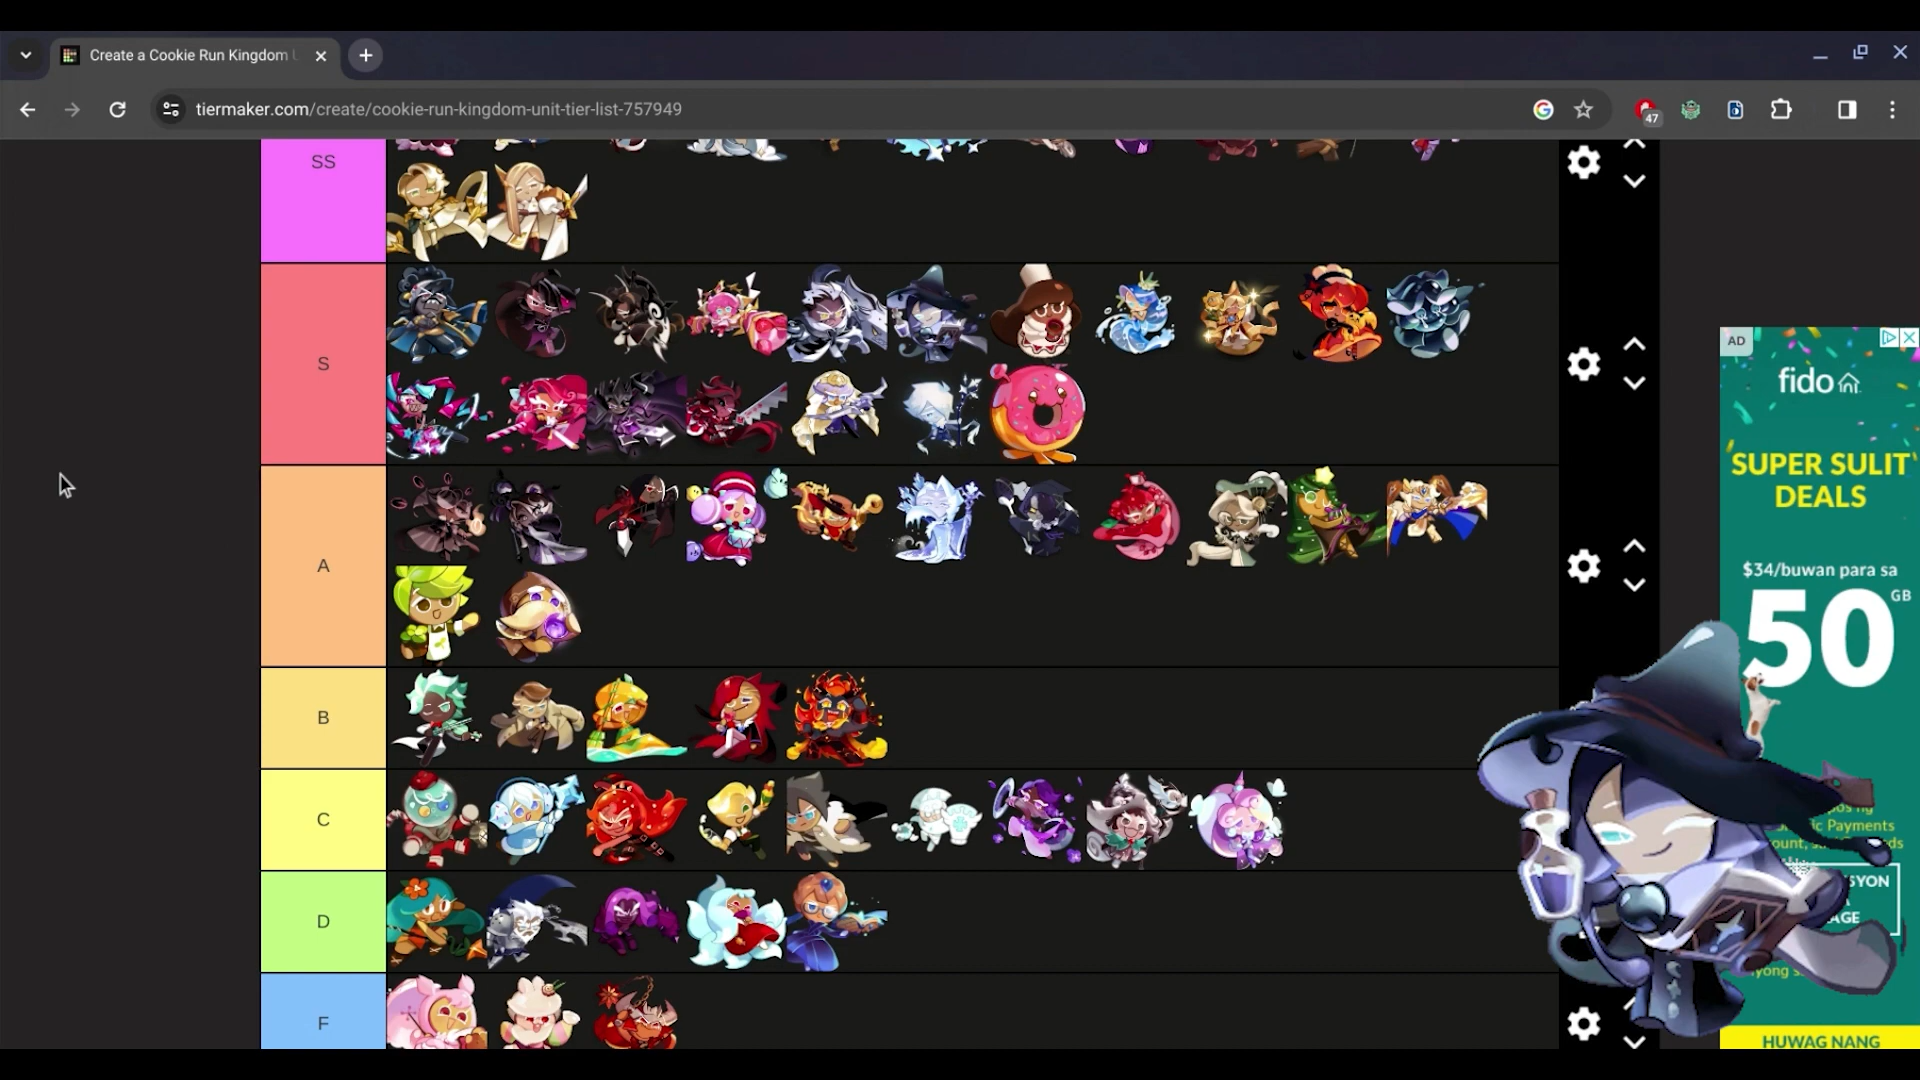 Create a Cookie Run Kingdom U
tiermaker.com/create/cookie-run-kingdom-unit-tier-list-757949
47
SS
S
A
B
C
D
F
AD
fido
SUPER SULIT
DEALS
$34/buwan para sa
50
GB
Payments
HUWAG NANG